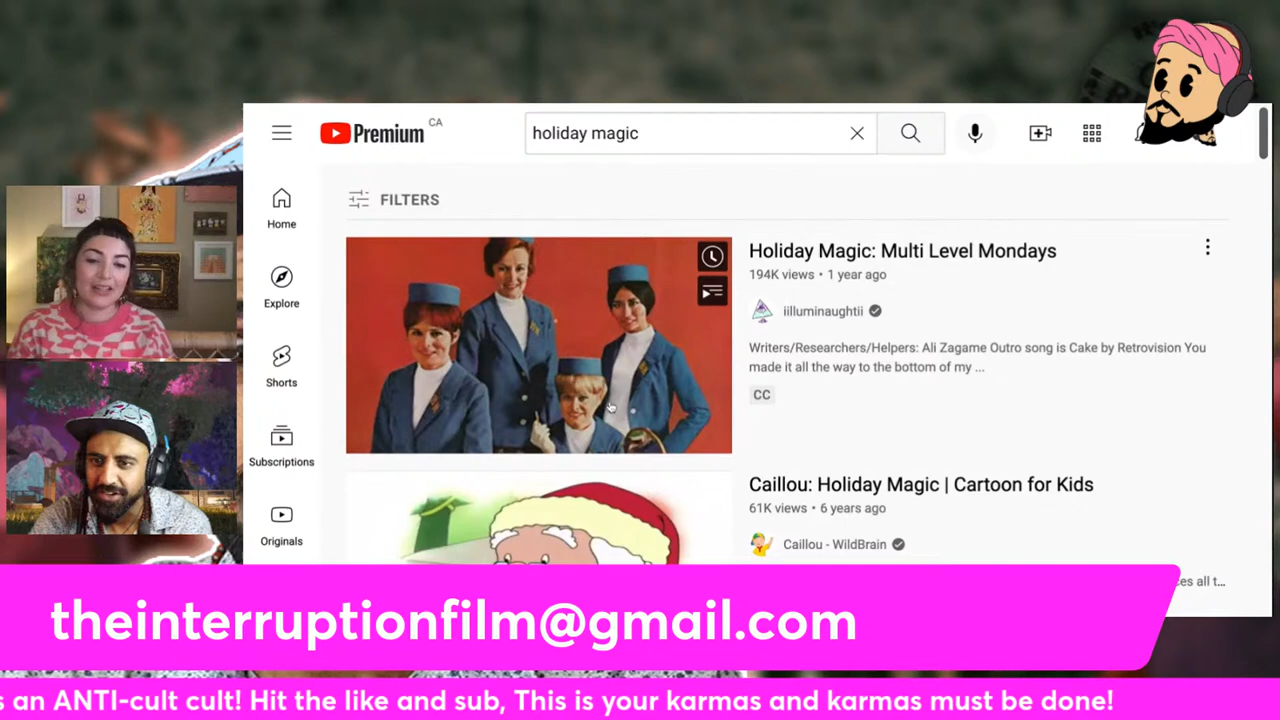 Premium CA
holiday magic
FILTERS
Home
Explore
Shorts
Subscriptions
Originals
Holiday Magic: Multi Level Mondays
194K views • 1 year ago
iilluminaughtii
Writers/Researchers/Helpers: Ali Zagame Outro song is Cake by Retrovision You
made it all the way to the bottom of my ...
CC
Caillou: Holiday Magic | Cartoon for Kids
61K views • 6 years ago
Caillou - WildBrain
all t...
theinterruptionfilm@gmail.com
s an ANTI-cult cult! Hit the like and sub, This is your karmas and karmas must be done!